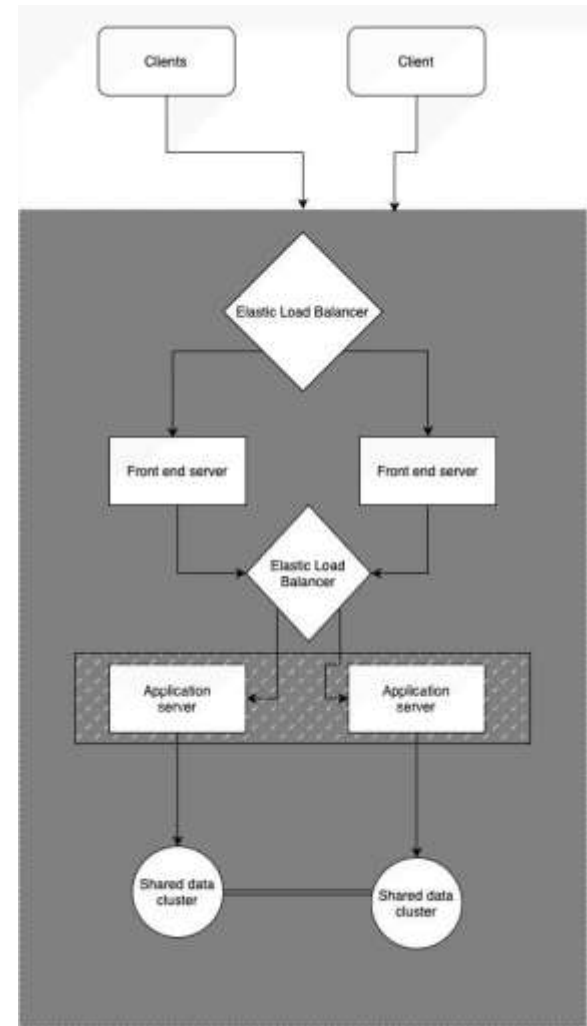 Clients
Client
Elastic Load Balancer
Front end server
Front end server
Elastic Load
Balancer
Application
server
Application
server
Shared data
cluster
Shared data
cluster